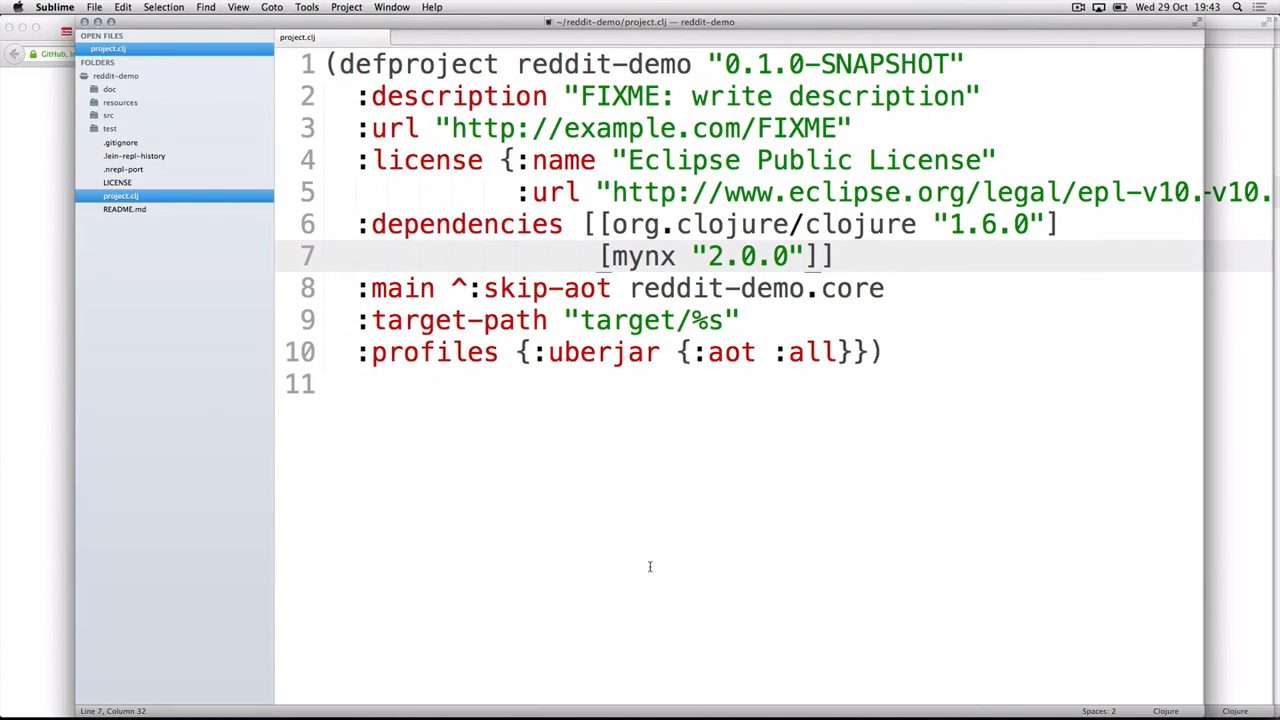 Sublime File Edit Selection Find View Goto Tools Project Window Help Wed 29 Oct 19:43
~/reddit-demo/project.clj — reddit-demo
GitHub,
OPEN FILES
project.clj
FOLDERS
reddit-demo
doc
resources
src
test
.gitignore
.lein-repl-history
.nrepl-port
LICENSE
project.clj
README.md
project.clj
1 (defproject reddit-demo "0.1.0-SNAPSHOT"
2 :description "FIXME: write description"
3 :url "http://example.com/FIXME"
4 :license {:name "Eclipse Public License"
5 :url "http://www.eclipse.org/legal/epl-v10.-v10.
6 :dependencies [[org.clojure/clojure "1.6.0"]
7 [mynx "2.0.0"]]
8 :main ^:skip-aot reddit-demo.core
9 :target-path "target/%s"
10 :profiles {:uberjar {:aot :all}})
11
Line 7, Column 32 Spaces: 2 Clojure Clojure